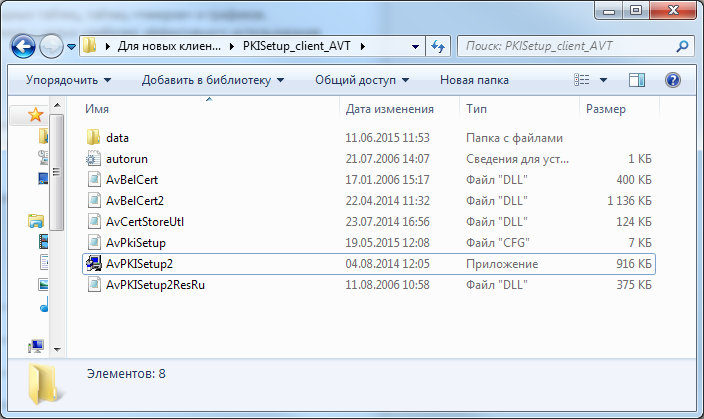 Для новых клиен... ▸ PKISetup_client_AVT ▸
Поиск: PKISetup_client_AVT
Упорядочить Добавить в библиотеку Общий доступ Новая папка
Имя Дата изменения Тип Размер
data 11.06.2015 11:53 Папка с файлами
autorun 21.07.2006 14:07 Сведения для уст... 1 КБ
AvBelCert 17.01.2006 15:17 Файл "DLL" 400 КБ
AvBelCert2 22.04.2014 11:32 Файл "DLL" 1 136 КБ
AvCertStoreUtl 23.07.2014 16:56 Файл "DLL" 124 КБ
AvPkiSetup 19.05.2015 12:08 Файл "CFG" 7 КБ
AvPKISetup2 04.08.2014 12:05 Приложение 916 КБ
AvPKISetup2ResRu 11.08.2006 10:58 Файл "DLL" 375 КБ
Элементов: 8